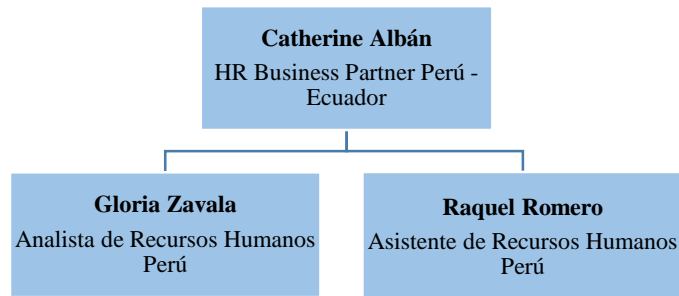 Catherine Albán
HR Business Partner Perú -
Ecuador
Gloria Zavala
Analista de Recursos Humanos
Perú
Raquel Romero
Asistente de Recursos Humanos
Perú